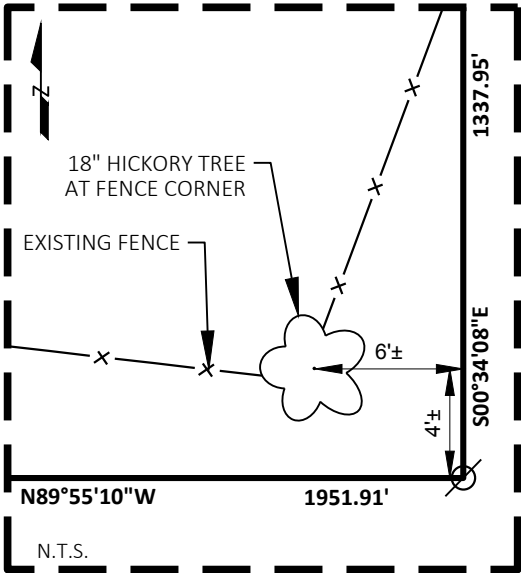 Z
1337.95'
18" HICKORY TREE
AT FENCE CORNER
EXISTING FENCE
6'±
S00°34'08"E
4'±
N89°55'10"W
1951.91'
N.T.S.